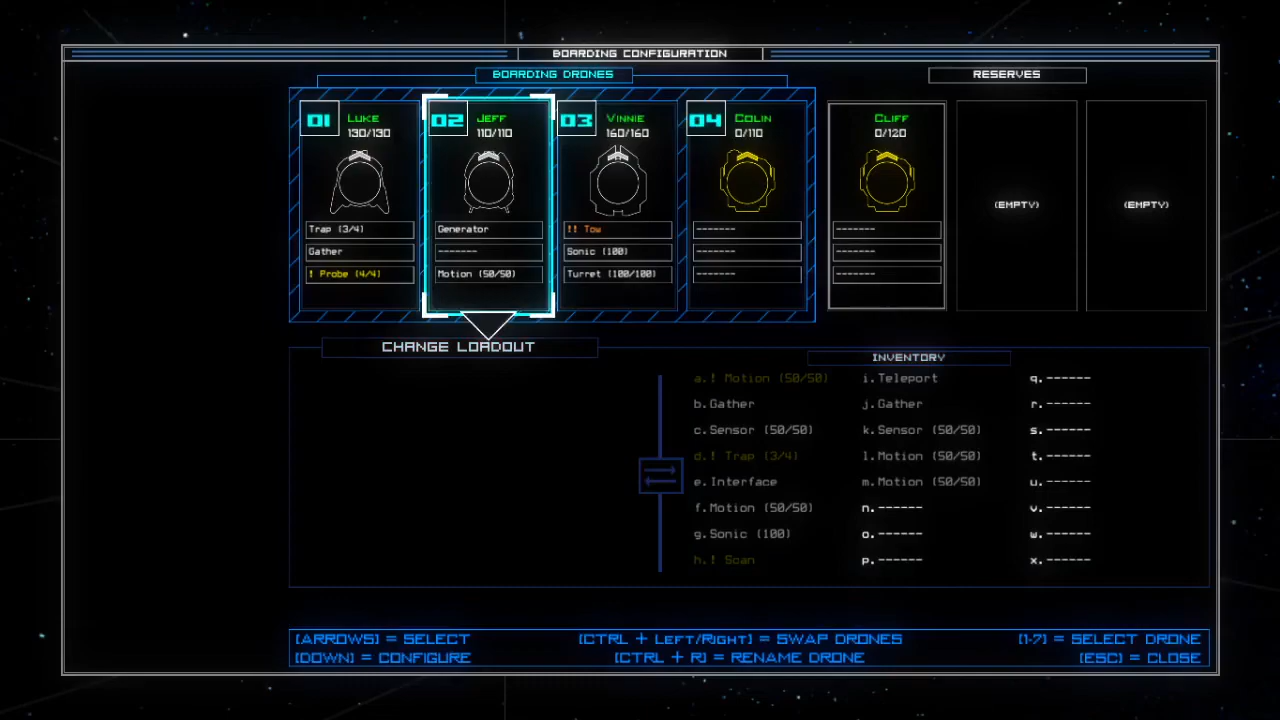 BOARDING CONFIGURATION
BOARDING DRONES
RESERVES
01 LUKE 130/130
Trap (3/4)
Gather
! Probe (4/4)
02 JEFF 110/110
Generator
-------
Motion (50/50)
03 VINNIE 160/160
!! Tow
Sonic (100)
Turret (100/100)
04 COLIN 0/110
-------
-------
-------
CLIFF 0/120
-------
-------
-------
(EMPTY)
(EMPTY)
CHANGE LOADOUT
INVENTORY
a.! Motion (50/50)
b.Gather
c.Sensor (50/50)
d.! Trap (3/4)
e.Interface
f.Motion (50/50)
g.Sonic (100)
h.! Scan
i.Teleport
j.Gather
k.Sensor (50/50)
l.Motion (50/50)
m.Motion (50/50)
n.------
o.------
p.------
q.------
r.------
s.------
t.------
u.------
v.------
w.------
x.------
[ARROWS] = SELECT [CTRL + LEFT/RIGHT] = SWAP DRONES [1-7] = SELECT DRONE
[DOWN] = CONFIGURE [CTRL + R] = RENAME DRONE [ESC] = CLOSE